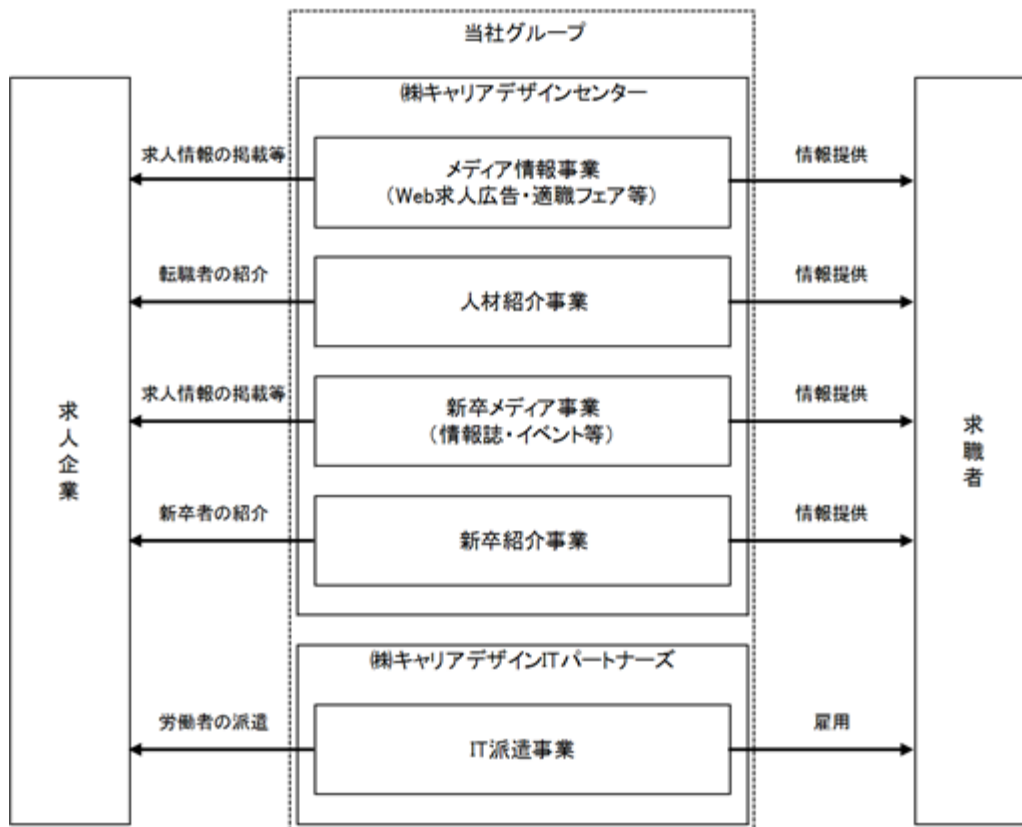 当社グループ
㈱キャリアデザインセンター
求人情報の掲載等
メディア情報事業
（Web求人広告・適職フェア等）
情報提供
転職者の紹介
人材紹介事業
情報提供
求人情報の掲載等
新卒メディア事業
（情報誌・イベント等）
情報提供
求人企業
求職者
新卒者の紹介
新卒紹介事業
情報提供
㈱キャリアデザインITパートナーズ
労働者の派遣
IT派遣事業
雇用